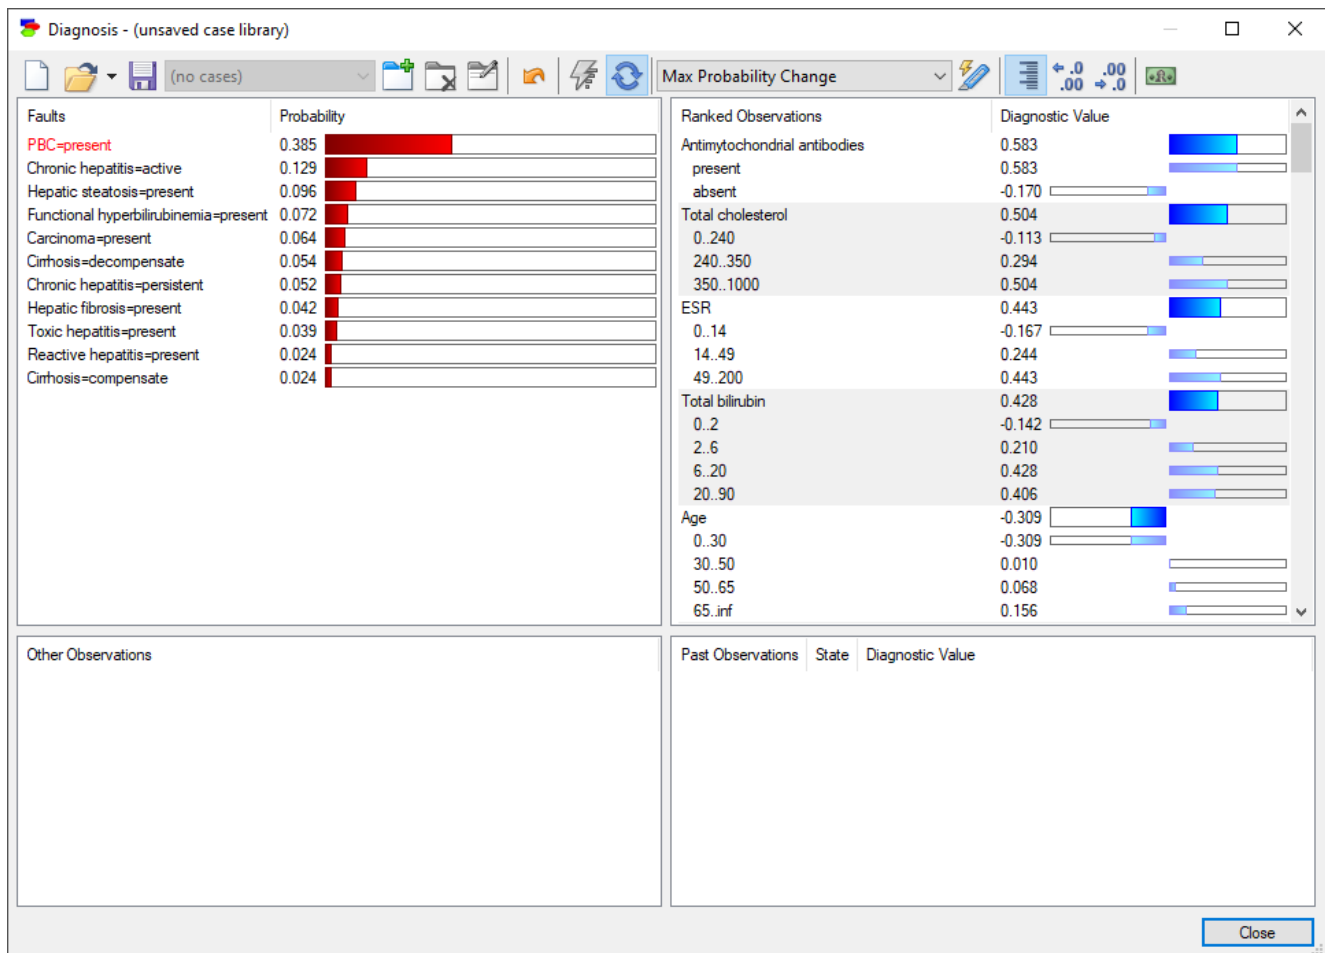 Diagnosis - (unsaved case library)
(no cases)
Max Probability Change
.0 .00
.00 .0
Faults Probability
PBC=present 0.385
Chronic hepatitis=active 0.129
Hepatic steatosis=present 0.096
Functional hyperbilirubinemia=present 0.072
Carcinoma=present 0.064
Cirrhosis=decompensate 0.054
Chronic hepatitis=persistent 0.052
Hepatic fibrosis=present 0.042
Toxic hepatitis=present 0.039
Reactive hepatitis=present 0.024
Cirrhosis=compensate 0.024
Ranked Observations Diagnostic Value
Antimytochondrial antibodies 0.583
present 0.583
absent -0.170
Total cholesterol 0.504
0..240 -0.113
240..350 0.294
350..1000 0.504
ESR 0.443
0..14 -0.167
14..49 0.244
49..200 0.443
Total bilirubin 0.428
0..2 -0.142
2..6 0.210
6..20 0.428
20..90 0.406
Age -0.309
0..30 -0.309
30..50 0.010
50..65 0.068
65..inf 0.156
Other Observations
Past Observations State Diagnostic Value
Close